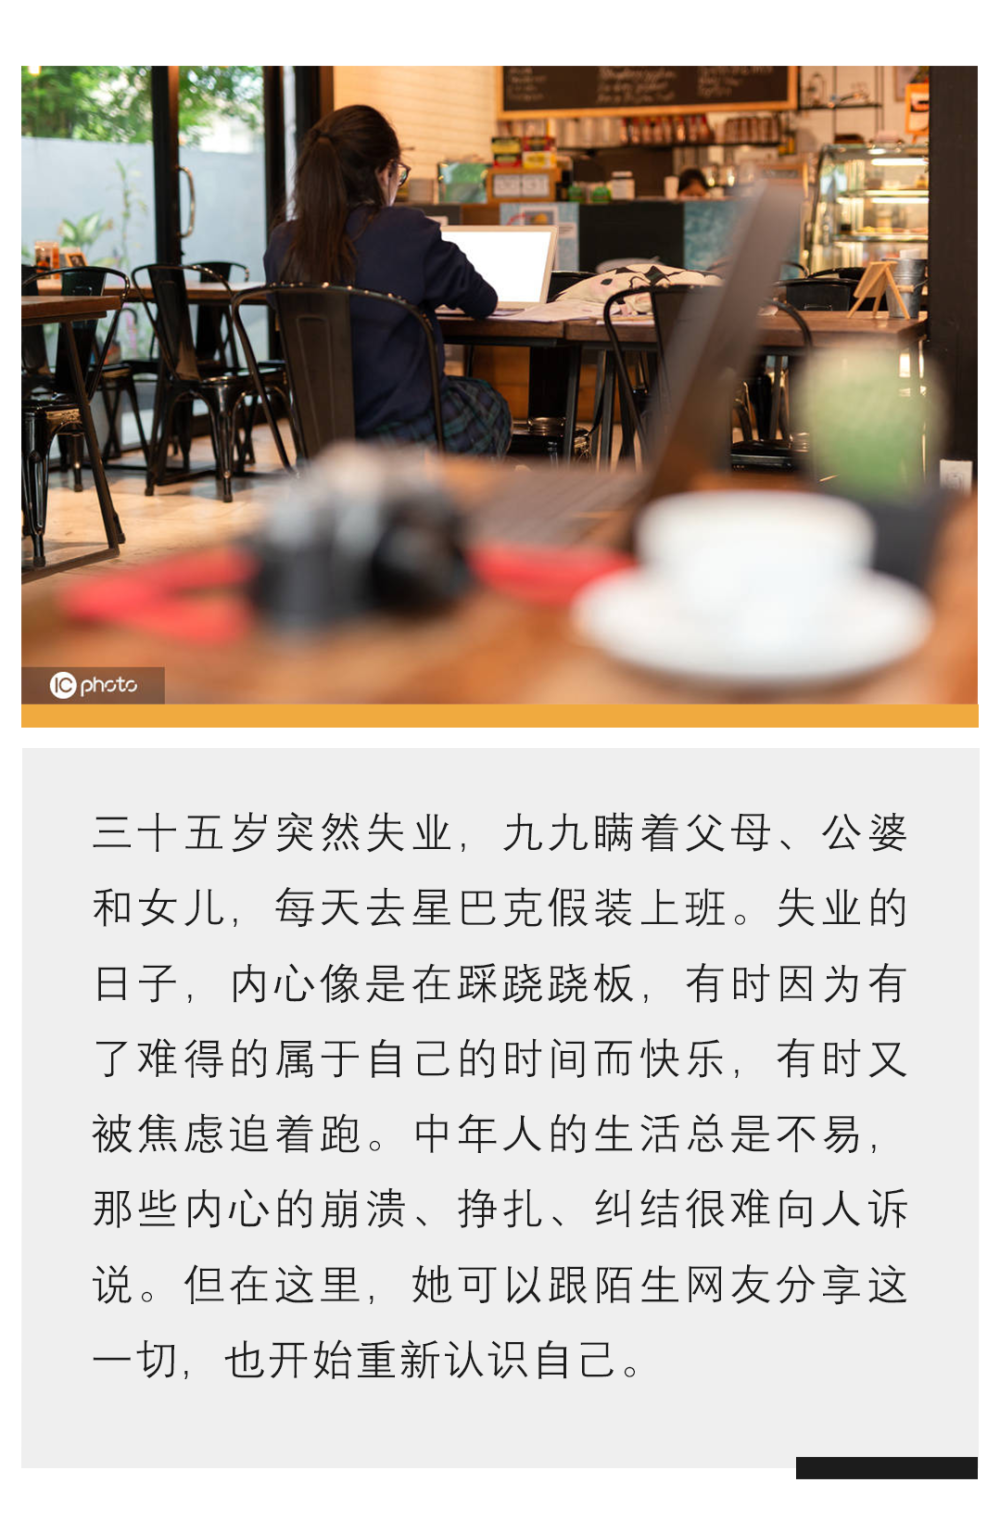 IC photo
三十五岁突然失业，九九瞒着父母、公婆
和女儿，每天去星巴克假装上班。失业的
日子，内心像是在踩跷跷板，有时因为有
了难得的属于自己的时间而快乐，有时又
被焦虑追着跑。中年人的生活总是不易，
那些内心的崩溃、挣扎、纠结很难向人诉
说。但在这里，她可以跟陌生网友分享这
一切，也开始重新认识自己。